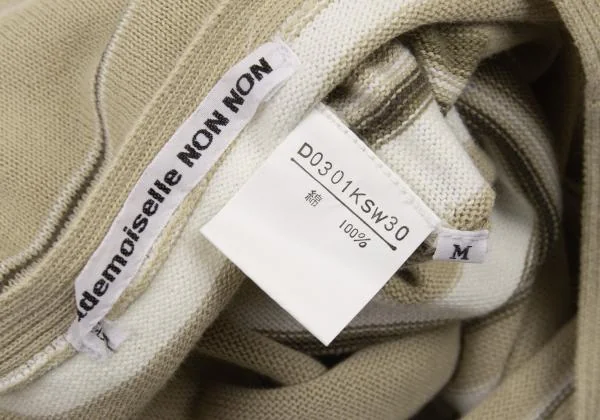 ademoiselle NON NON
D0301KSW30
綿 100%
M